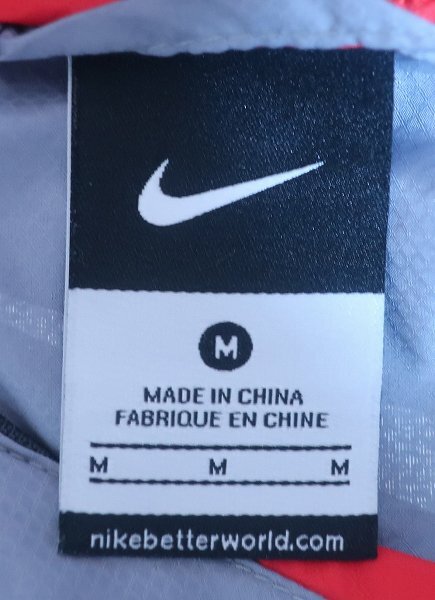 M
MADE IN CHINA
FABRIQUE EN CHINE
M M M
nikebetterworld.com